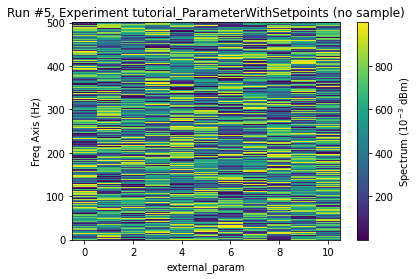 Run #5, Experiment tutorial_ParameterWithSetpoints (no sample)
500
400
300
200
100
0
Freq Axis (Hz)
0 2 4 6 8 10
external_param
800
600
400
200
Spectrum (10⁻³ dBm)